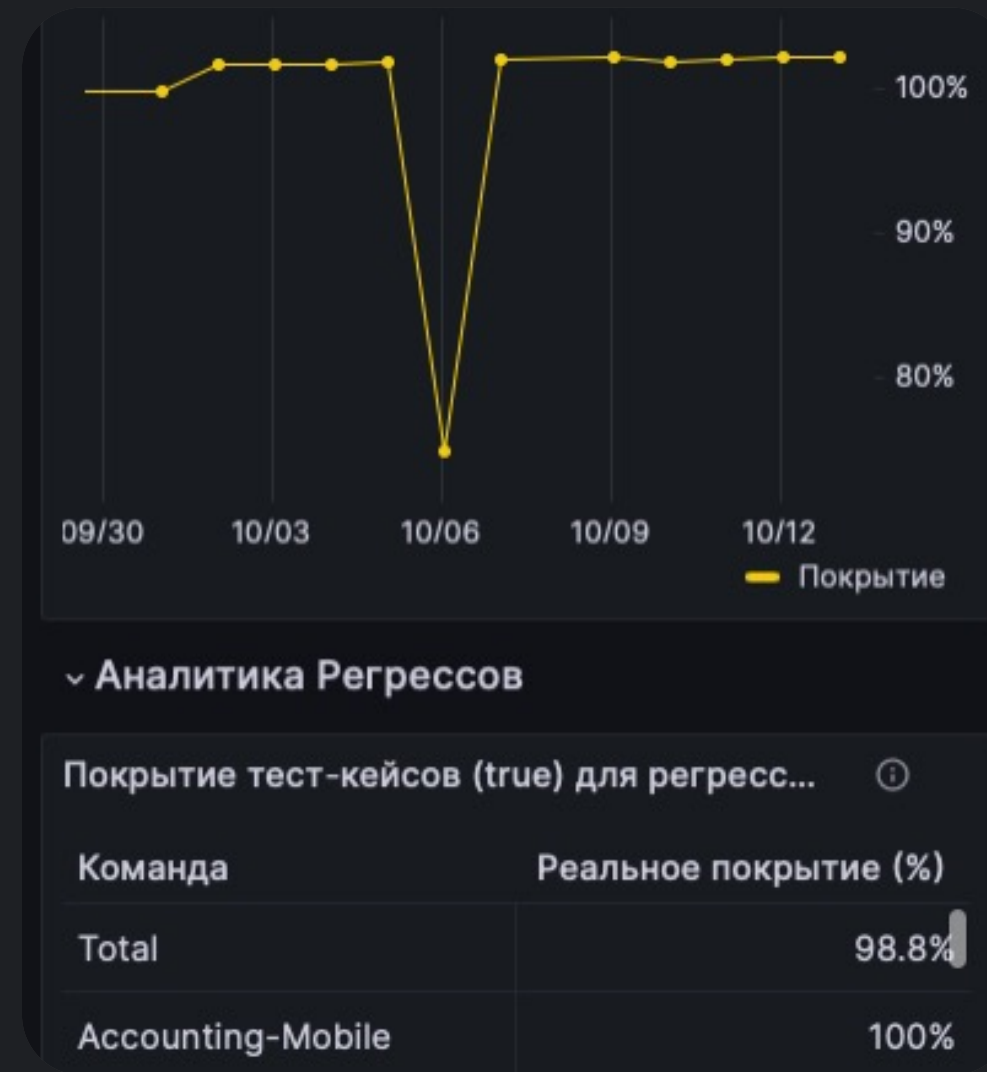 100%
90%
80%
09/30 10/03 10/06 10/09 10/12
Покрытие
Аналитика Регрессов
Покрытие тест-кейсов (true) для регресс...
Команда Реальное покрытие (%)
Total 98.8%
Accounting-Mobile 100%